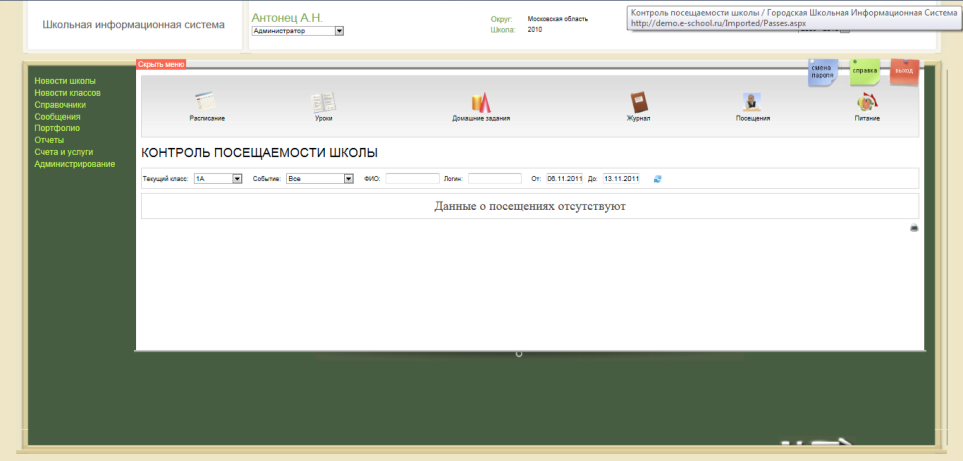 Школьная информационная система
Антонец А.Н.
Администратор
Округ: Московская область
Школа: 2010
Контроль посещаемости школы / Городская Школьная Информационная Система
http://demo.e-school.ru/Imported/Passes.aspx
Скрыть меню
смена пароля
справка
выход
Новости школы
Новости классов
Справочники
Сообщения
Портфолио
Отчеты
Счета и услуги
Администрирование
Расписание
Уроки
Домашние задания
Журнал
Посещения
Питание
КОНТРОЛЬ ПОСЕЩАЕМОСТИ ШКОЛЫ
Текущий класс: 1А Событие: Все ФИО: Логин: От: 06.11.2011 До: 13.11.2011
Данные о посещениях отсутствуют